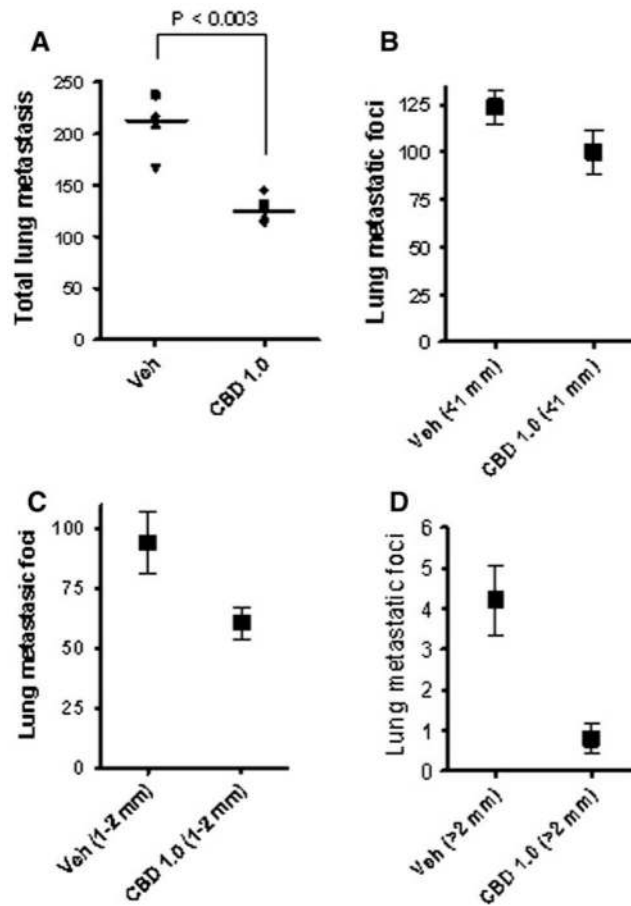 P < 0.003
A
Total lung metastasis
250
200
150
100
50
0
Veh
CBD 1.0
B
Lung metastatic foci
125
100
75
50
25
0
Veh (<1 mm)
CBD 1.0 (<1 mm)
C
Lung metastasic foci
100
75
50
25
0
Veh (1-2 mm)
CBD 1.0 (1-2 mm)
D
Lung metastatic foci
6
5
4
3
2
1
0
Veh (>2 mm)
CBD 1.0 (>2 mm)